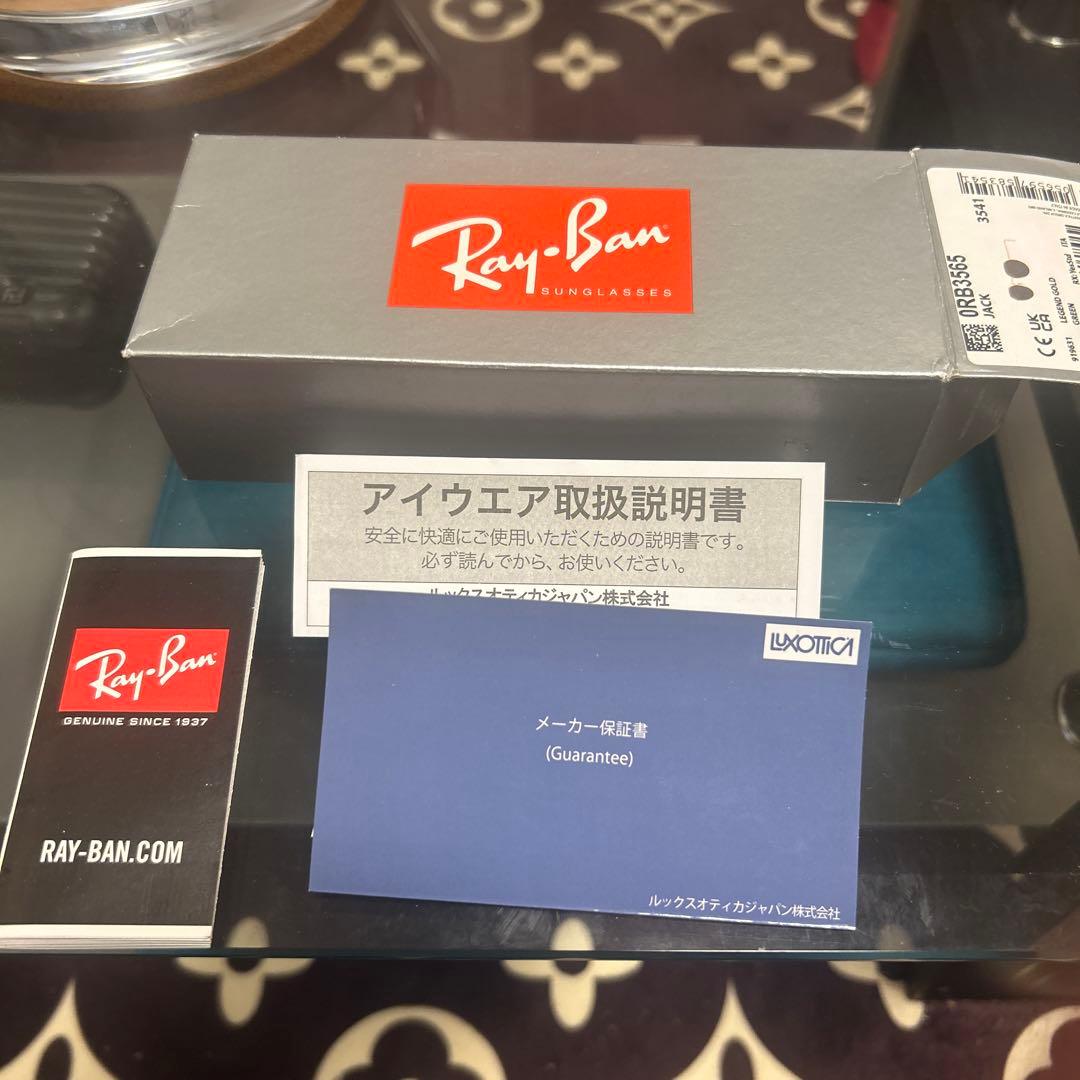 Ray-Ban
SUNGLASSES
0RB3565
JACK
3541
UK
CA
CE
919631
LEGEND GOLD
GREEN
ITA
アイウエア取扱説明書
安全に快適にご使用いただくための説明書です。
必ず読んでから、お使いください。
ルックスオティカジャパン株式会社
LUXOTTICA
メーカー保証書
(Guarantee)
ルックスオティカジャパン株式会社
Ray-Ban
GENUINE SINCE 1937
RAY-BAN.COM